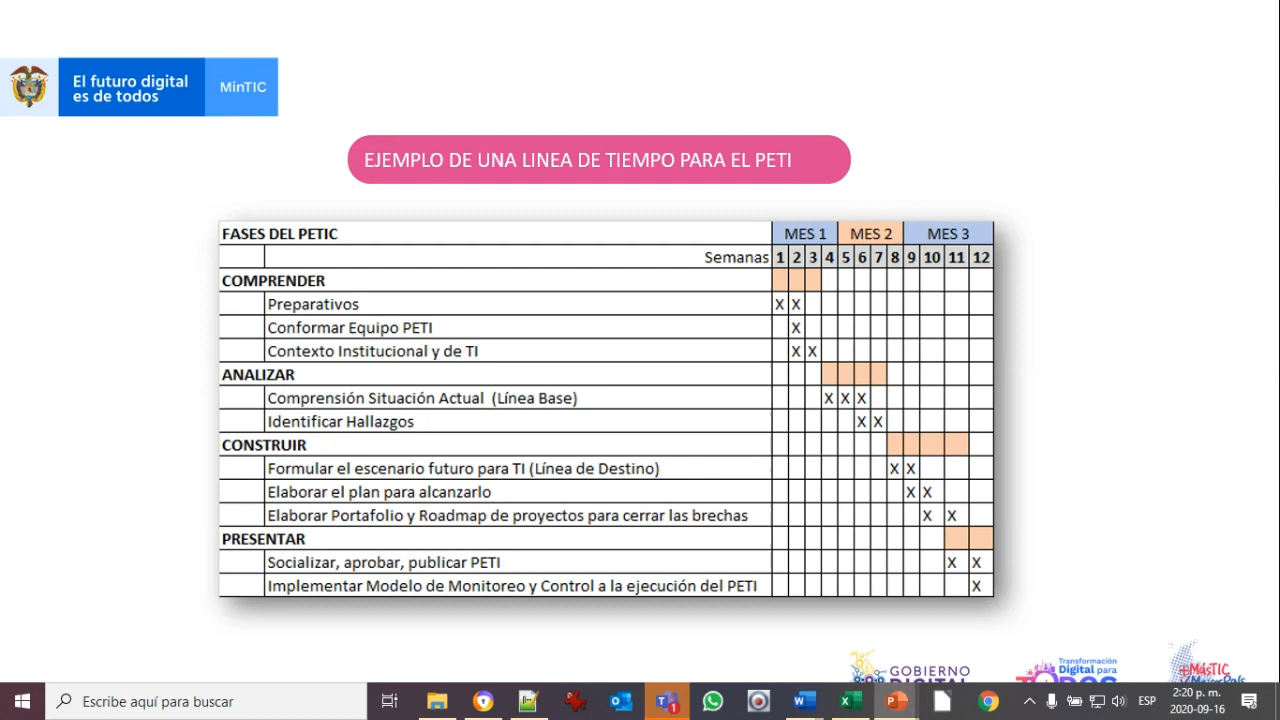 El futuro digital
es de todos
MinTIC
EJEMPLO DE UNA LINEA DE TIEMPO PARA EL PETI
FASES DEL PETIC MES 1 MES 2 MES 3
Semanas 1 2 3 4 5 6 7 8 9 10 11 12
COMPRENDER
Preparativos X X
Conformar Equipo PETI X
Contexto Institucional y de TI X X
ANALIZAR
Comprensión Situación Actual (Línea Base) X X X
Identificar Hallazgos X X
CONSTRUIR
Formular el escenario futuro para TI (Línea de Destino) X X
Elaborar el plan para alcanzarlo X X
Elaborar Portafolio y Roadmap de proyectos para cerrar las brechas X X
PRESENTAR
Socializar, aprobar, publicar PETI X X
Implementar Modelo de Monitoreo y Control a la ejecución del PETI X
GOBIERNO
DIGITAL
Transformación
Digital para
TODOS
+MásTIC
Escribe aquí para buscar
ESP
2:20 p. m.
2020-09-16